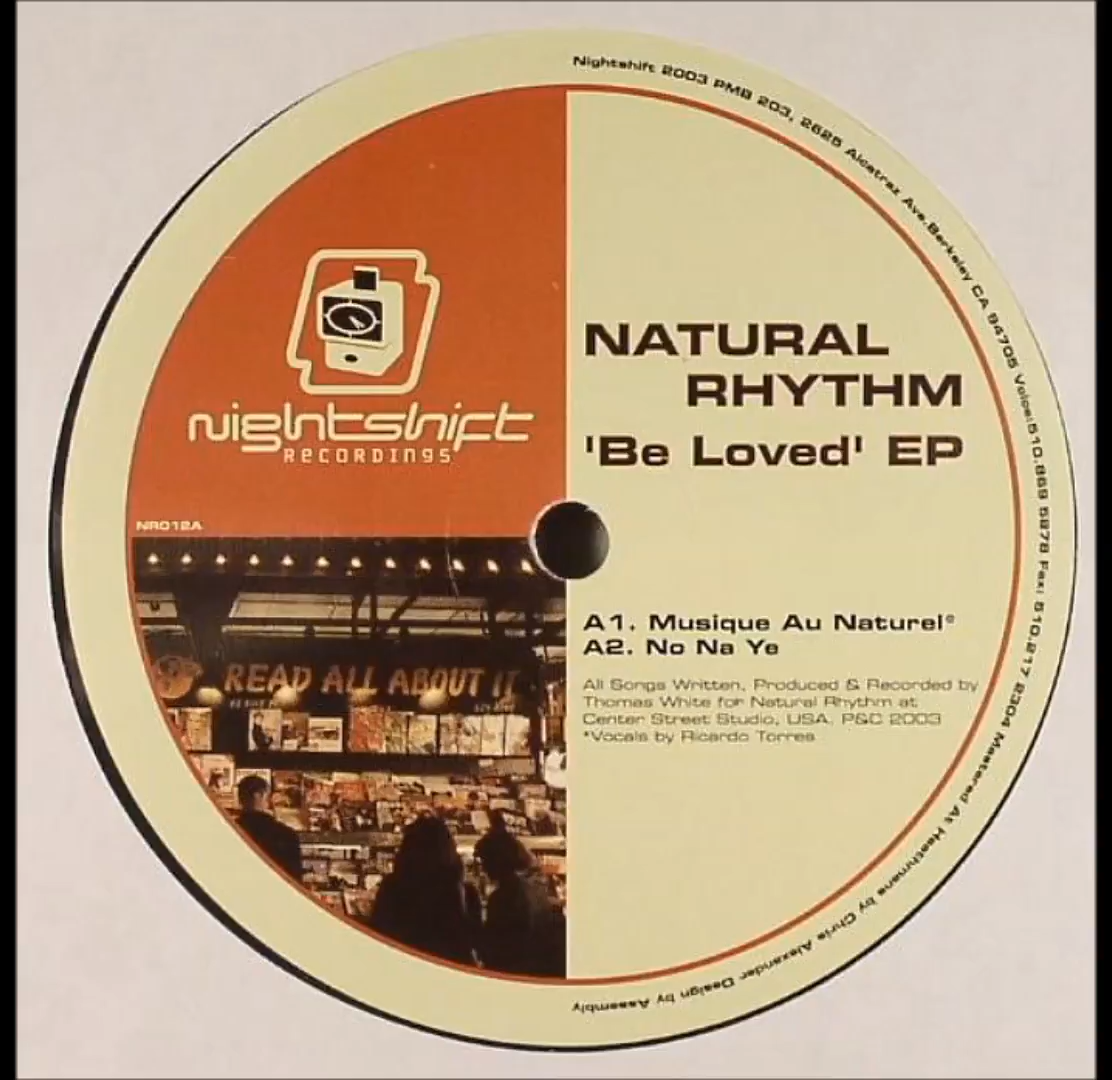 Nightshift 2003 PMB 203, 2625 Alcatraz Ave. Berkeley CA 94705 Voice: 510.869 5878 Fax: 510.217 2304 Mastered At Heathmans by Chris Alexander Design by Assembly
nightshift
RECORDINGS
NATURAL
RHYTHM
'Be Loved' EP
NR012A
READ ALL ABOUT IT
A1. Musique Au Naturel*
A2. No Na Ye
All Songs Written, Produced & Recorded by
Thomas White for Natural Rhythm at
Center Street Studio, USA. P&C 2003
*Vocals by Ricardo Torres